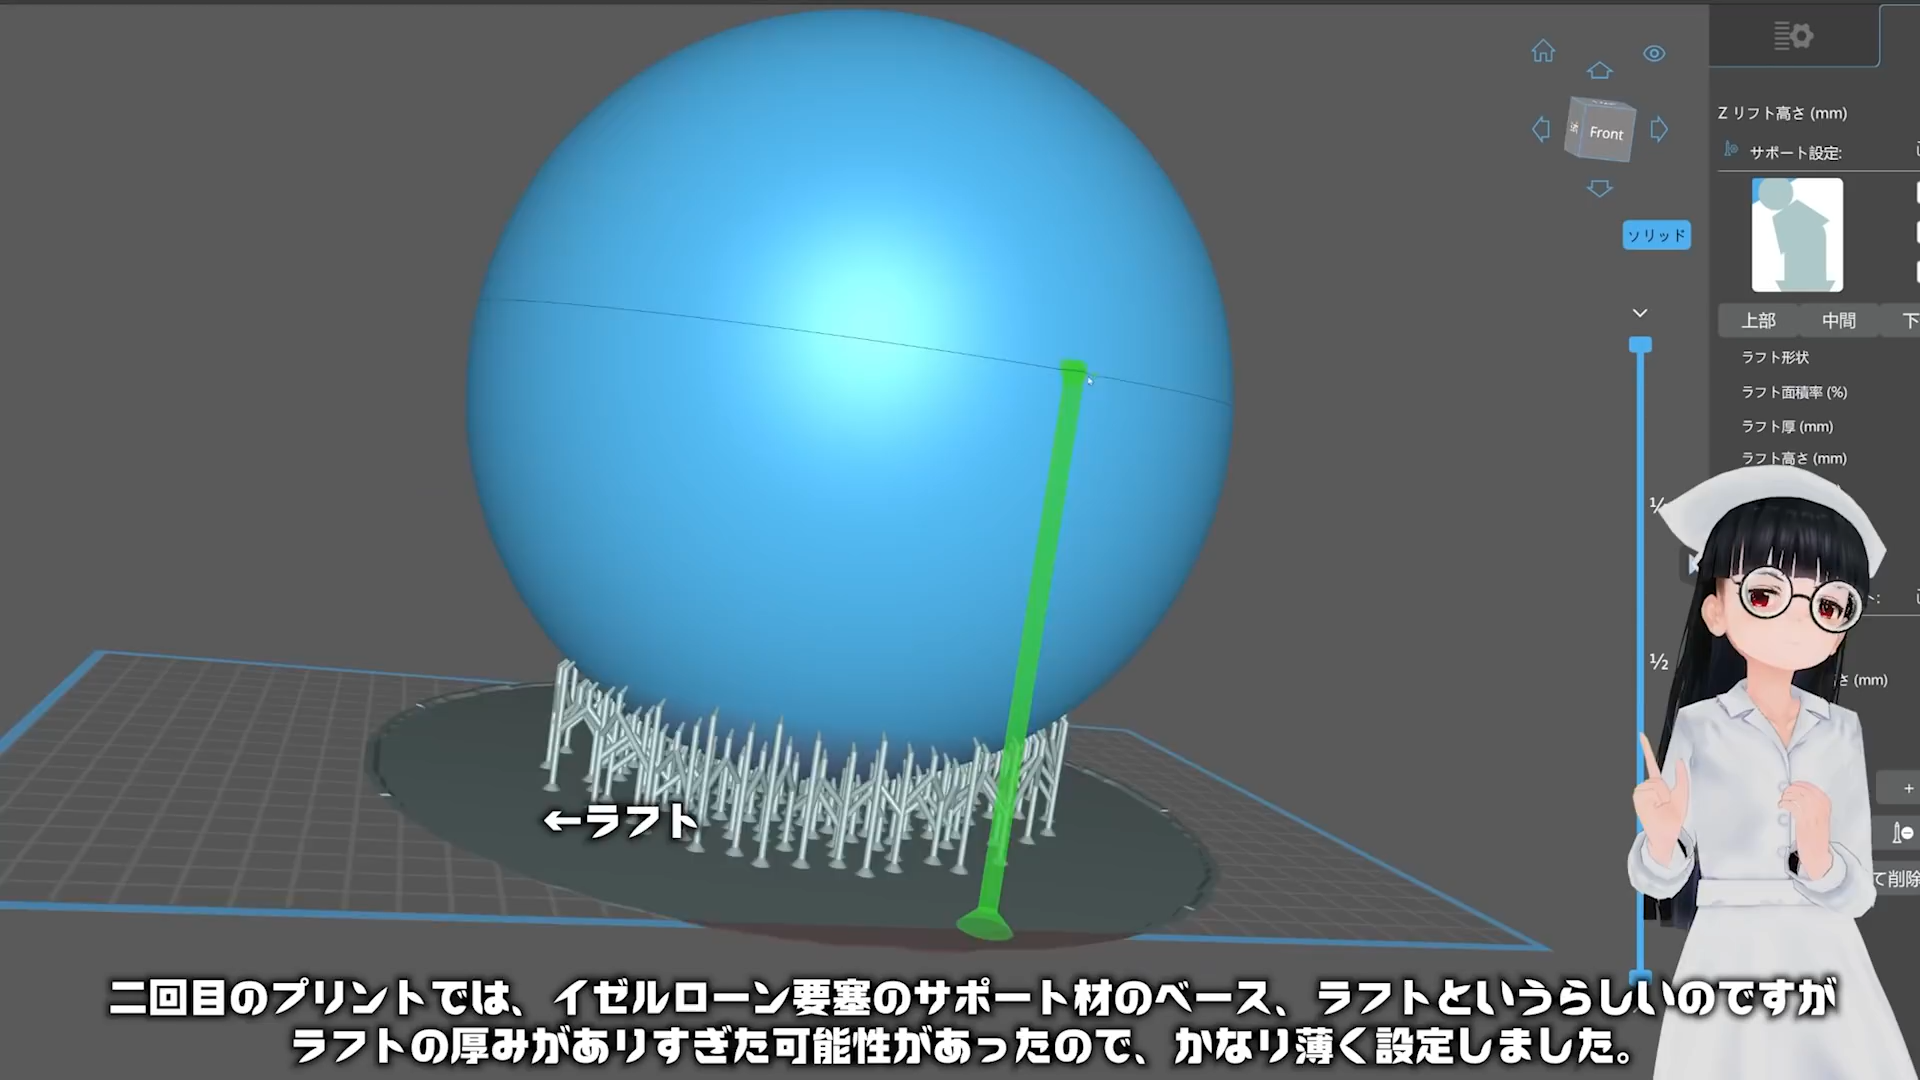 Z リフト高さ (mm)
サポート設定:
Front
ソリッド
上部 中間 下
ラフト形状
ラフト面積率 (%)
ラフト厚 (mm)
ラフト高さ (mm)
½
さ (mm)
←ラフト
て削除
二回目のプリントでは、イゼルローン要塞のサポート材のベース、ラフトというらしいのですが
ラフトの厚みがありすぎた可能性があったので、かなり薄く設定しました。